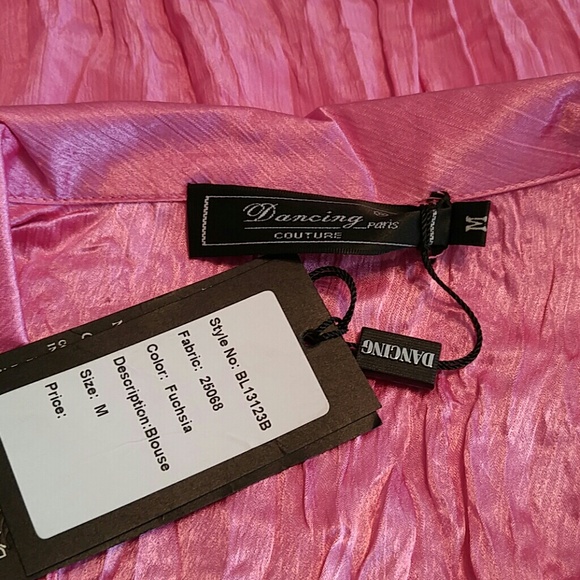 Dancing
paris
COUTURE
M
DANCING
Style No: BL13123B
Fabric: 25068
Color: Fuchsia
Description:Blouse
Size: M
Price: